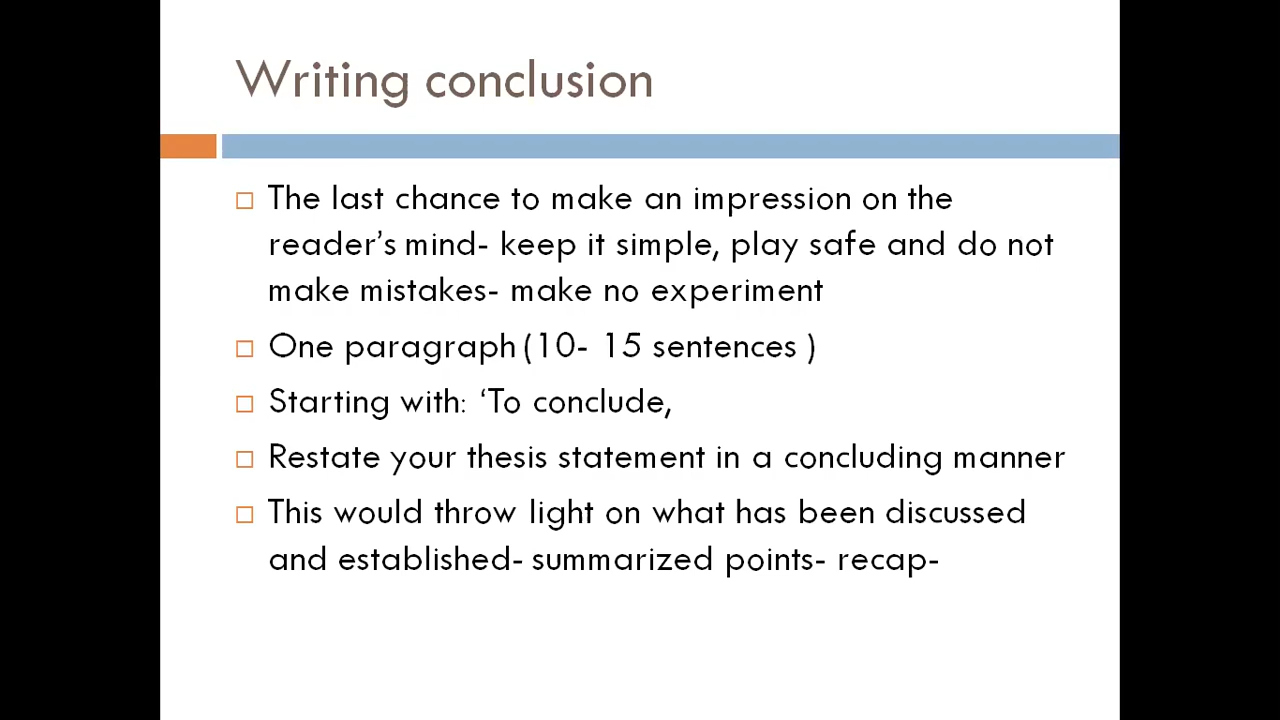 Writing conclusion
The last chance to make an impression on the
reader’s mind- keep it simple, play safe and do not
make mistakes- make no experiment
One paragraph (10- 15 sentences )
Starting with: ‘To conclude,
Restate your thesis statement in a concluding manner
This would throw light on what has been discussed
and established- summarized points- recap-